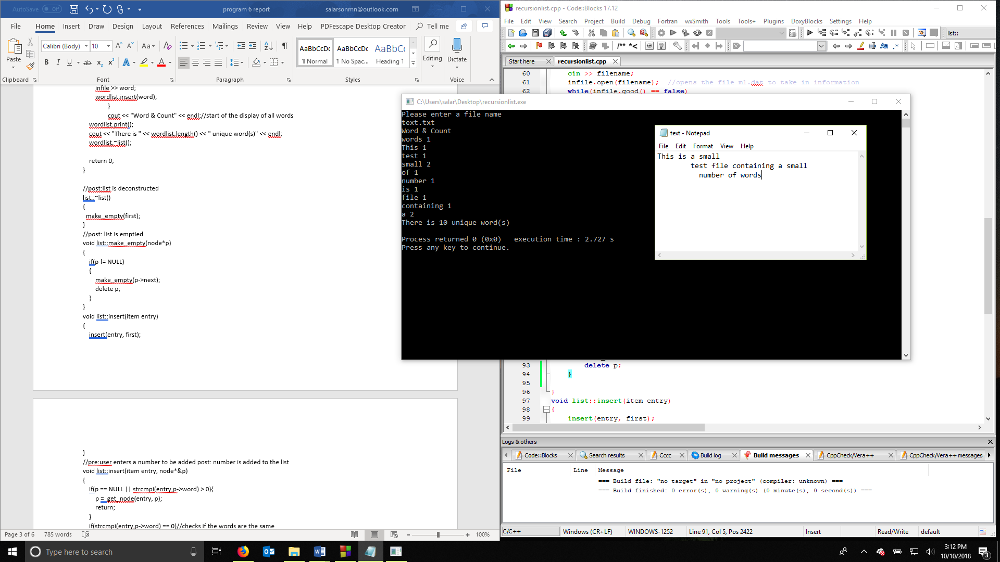 AutoSave Off
program 6 report
salarsonmn@outlook.com
File Home Insert Draw Design Layout References Mailings Review View Help PDFescape Desktop Creator Tell me
Paste
Calibri (Body) 10
AaBbCcDc AaBbCcDc AaBbCc
¶ Normal ¶ No Spac... Heading 1
Editing Dictate
Clipboard Font Paragraph Styles Voice
infile >> word;
wordlist.insert(word);
}
cout << "Word & Count" << endl;//start of the display of all words
wordlist.print();
cout << "There is " << wordlist.length() << " unique word(s)" << endl;
wordlist.~list();
return 0;
}
//post:list is deconstructed
list::~list()
{
make_empty(first);
}
//post: list is emptied
void list::make_empty(node*p)
{
if(p != NULL)
{
make_empty(p->next);
delete p;
}
}
void list::insert(item entry)
{
insert(entry, first);
}
//pre:user enters a number to be added post: number is added to the list
void list::insert(item entry, node*&p)
{
if(p == NULL || strcmpi(entry,p->word) > 0){
p = get_node(entry, p);
return;
}
if(strcmpi(entry,p->word) == 0)//checks if the words are the same
Page 3 of 6 785 words 100%
recursionlist.cpp - Code::Blocks 17.12
File Edit View Search Project Build Debug Fortran wxSmith Tools Tools+ Plugins DoxyBlocks Settings Help
list::
Start here recursionlist.cpp
60 cin >> filename;
61 infile.open(filename); //opens the file ml.dat to take in information
62 while(infile.good() == false)
C:\Users\salar\Desktop\recursionlist.exe
Please enter a file name
text.txt
Word & Count
words 1
This 1
test 1
small 2
of 1
number 1
is 1
file 1
containing 1
a 2
There is 10 unique word(s)
Process returned 0 (0x0) execution time : 2.727 s
Press any key to continue.
text - Notepad
File Edit Format View Help
This is a small
test file containing a small
number of words
93 delete p;
94 }
95
96 }
97 void list::insert(item entry)
98 {
99 insert(entry, first);
Logs & others
Code::Blocks Search results Cccc Build log Build messages CppCheck/Vera++ CppCheck/Vera++ messages
File Line Message
=== Build file: "no target" in "no project" (compiler: unknown) ===
=== Build finished: 0 error(s), 0 warning(s) (0 minute(s), 0 second(s)) ===
C/C++ Windows (CR+LF) WINDOWS-1252 Line 91, Col 5, Pos 2422 Insert Read/Write default
Type here to search
3:12 PM
10/10/2018
3